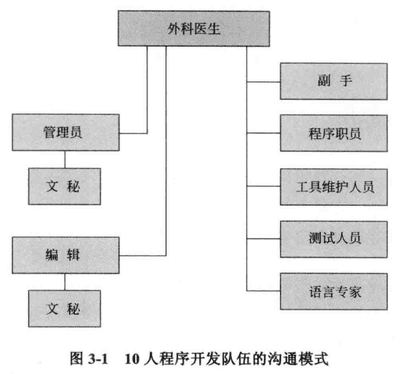 外科医生
副 手
管理员
程序职员
文 秘
工具维护人员
测试人员
编 辑
语言专家
文 秘
图 3-1 10 人程序开发队伍的沟通模式